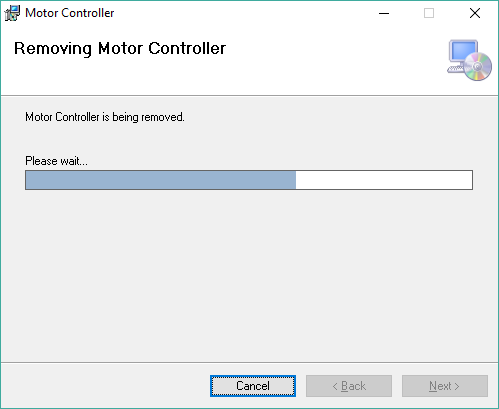 Motor Controller
Removing Motor Controller
Motor Controller is being removed.
Please wait...
Cancel
< Back
Next >